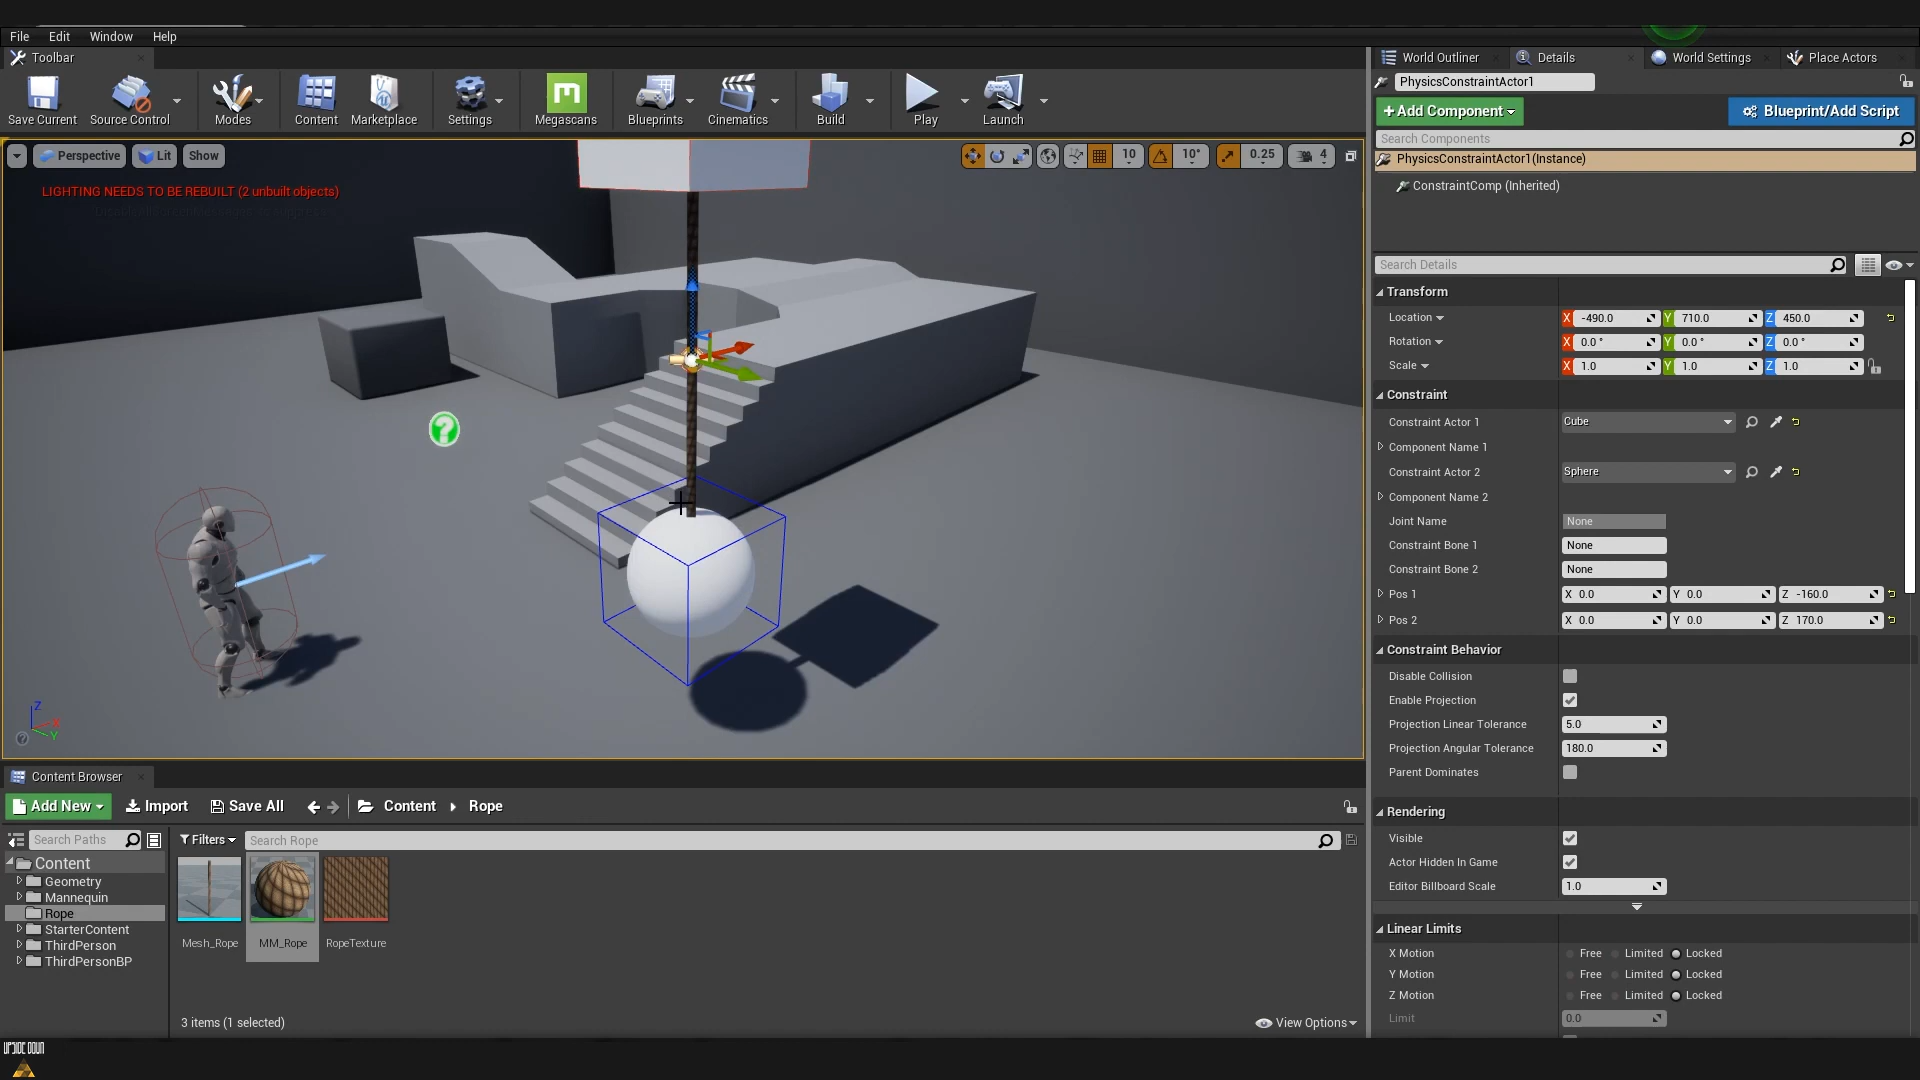 File Edit Window Help
Toolbar
Save Current Source Control Modes Content Marketplace Settings Megascans Blueprints Cinematics Build Play Launch
Perspective Lit Show 10 10° 0.25 4
LIGHTING NEEDS TO BE REBUILT (2 unbuilt objects)
World Outliner Details World Settings Place Actors
PhysicsConstraintActor1
+Add Component Blueprint/Add Script
Search Components
PhysicsConstraintActor1(Instance)
ConstraintComp (Inherited)
Search Details
Transform
Location X -490.0 Y 710.0 Z 450.0
Rotation X 0.0 ° Y 0.0 ° Z 0.0 °
Scale X 1.0 Y 1.0 Z 1.0
Constraint
Constraint Actor 1 Cube
Component Name 1
Constraint Actor 2 Sphere
Component Name 2
Joint Name None
Constraint Bone 1 None
Constraint Bone 2 None
Pos 1 X 0.0 Y 0.0 Z -160.0
Pos 2 X 0.0 Y 0.0 Z 170.0
Constraint Behavior
Disable Collision
Enable Projection
Projection Linear Tolerance 5.0
Projection Angular Tolerance 180.0
Parent Dominates
Rendering
Visible
Actor Hidden In Game
Editor Billboard Scale 1.0
Linear Limits
X Motion Free Limited Locked
Y Motion Free Limited Locked
Z Motion Free Limited Locked
Limit 0.0
Z
X
Y
Content Browser
Add New Import Save All Content Rope
Search Paths Filters Search Rope
Content
Geometry
Mannequin
Rope
StarterContent
ThirdPerson
ThirdPersonBP
Mesh_Rope MM_Rope RopeTexture
3 items (1 selected) View Options
UPSIDE DOWN